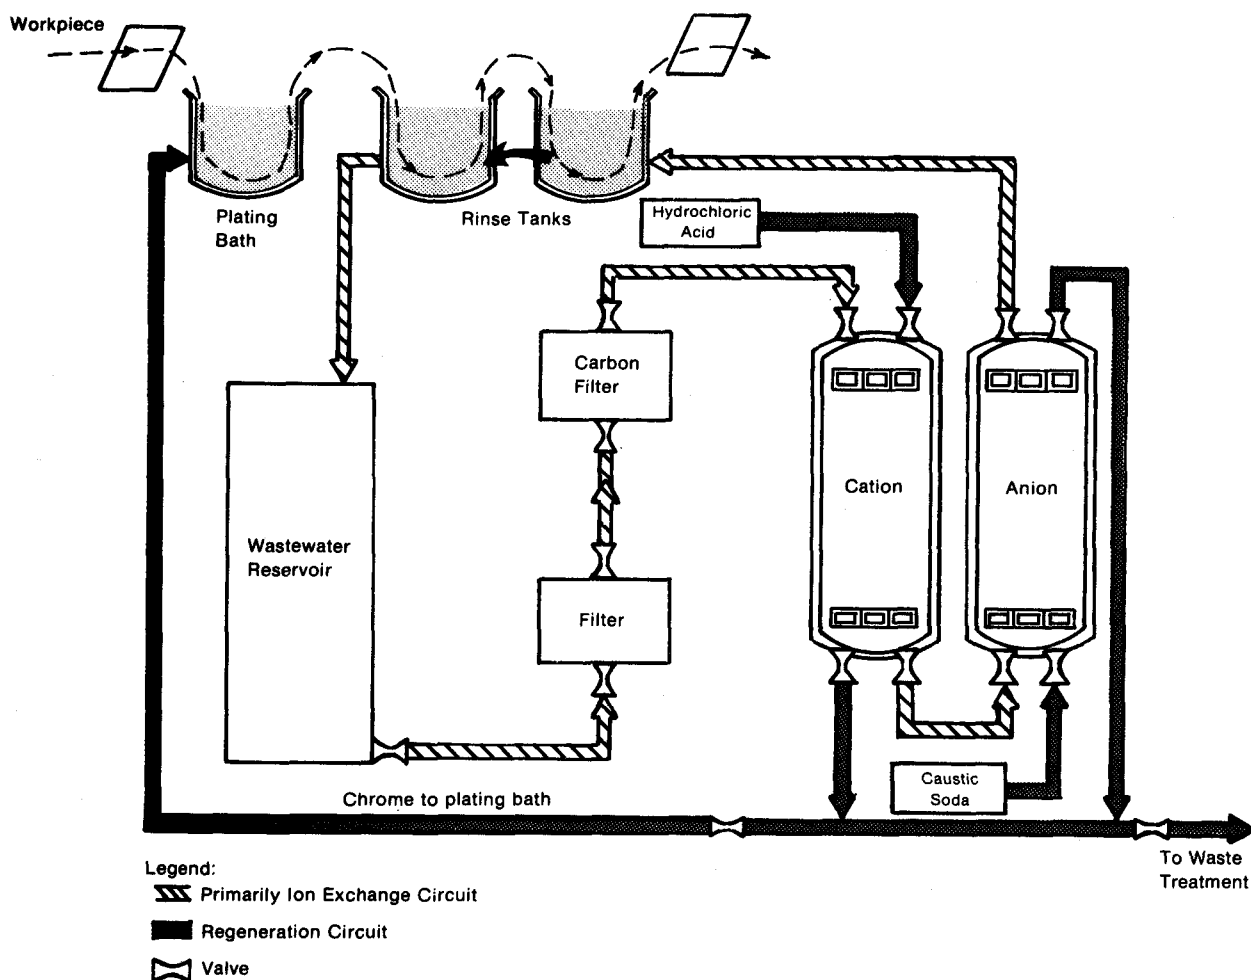 Workpiece
Plating
Bath
Rinse Tanks
Hydrochloric
Acid
Carbon
Filter
Cation
Anion
Wastewater
Reservoir
Filter
Caustic
Soda
Chrome to plating bath
To Waste
Treatment
Legend:
Primarily Ion Exchange Circuit
Regeneration Circuit
Valve